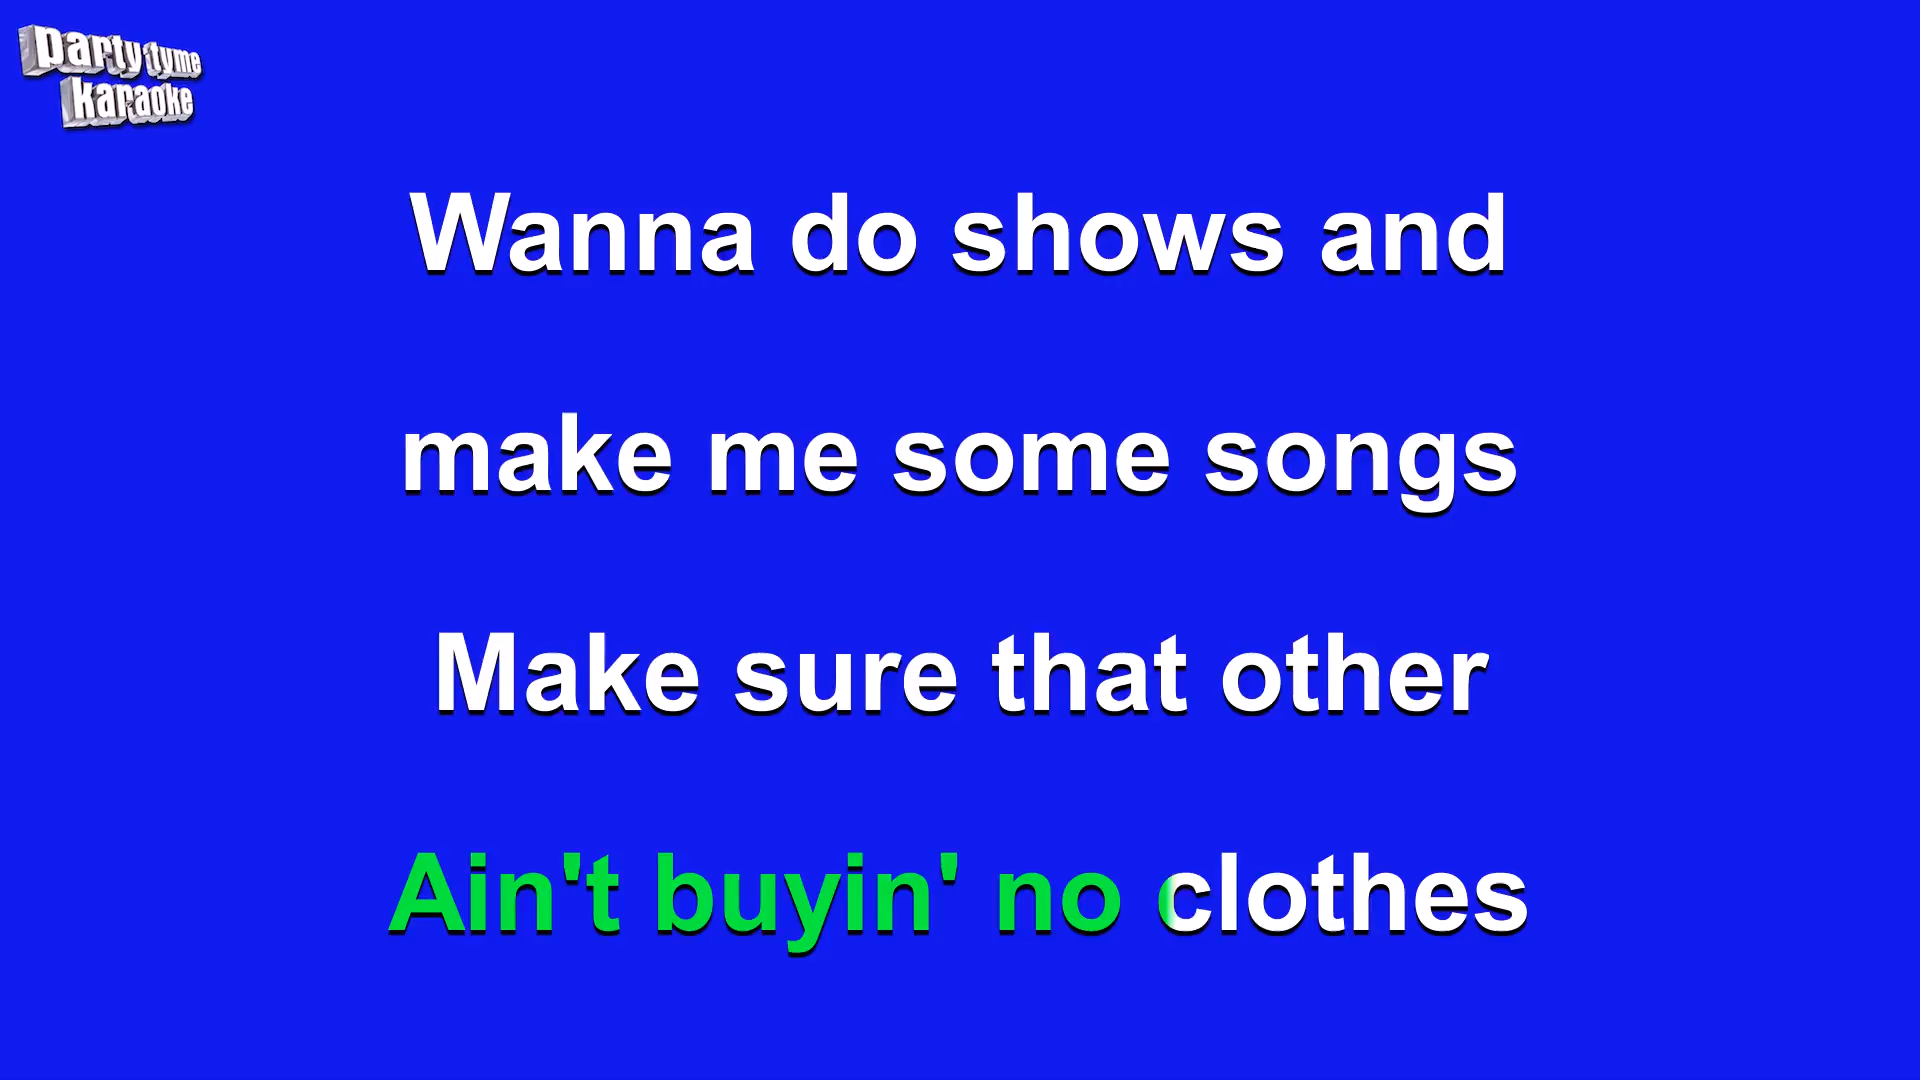 party tyme
karaoke
Wanna do shows and
make me some songs
Make sure that other
Ain't buyin' no clothes